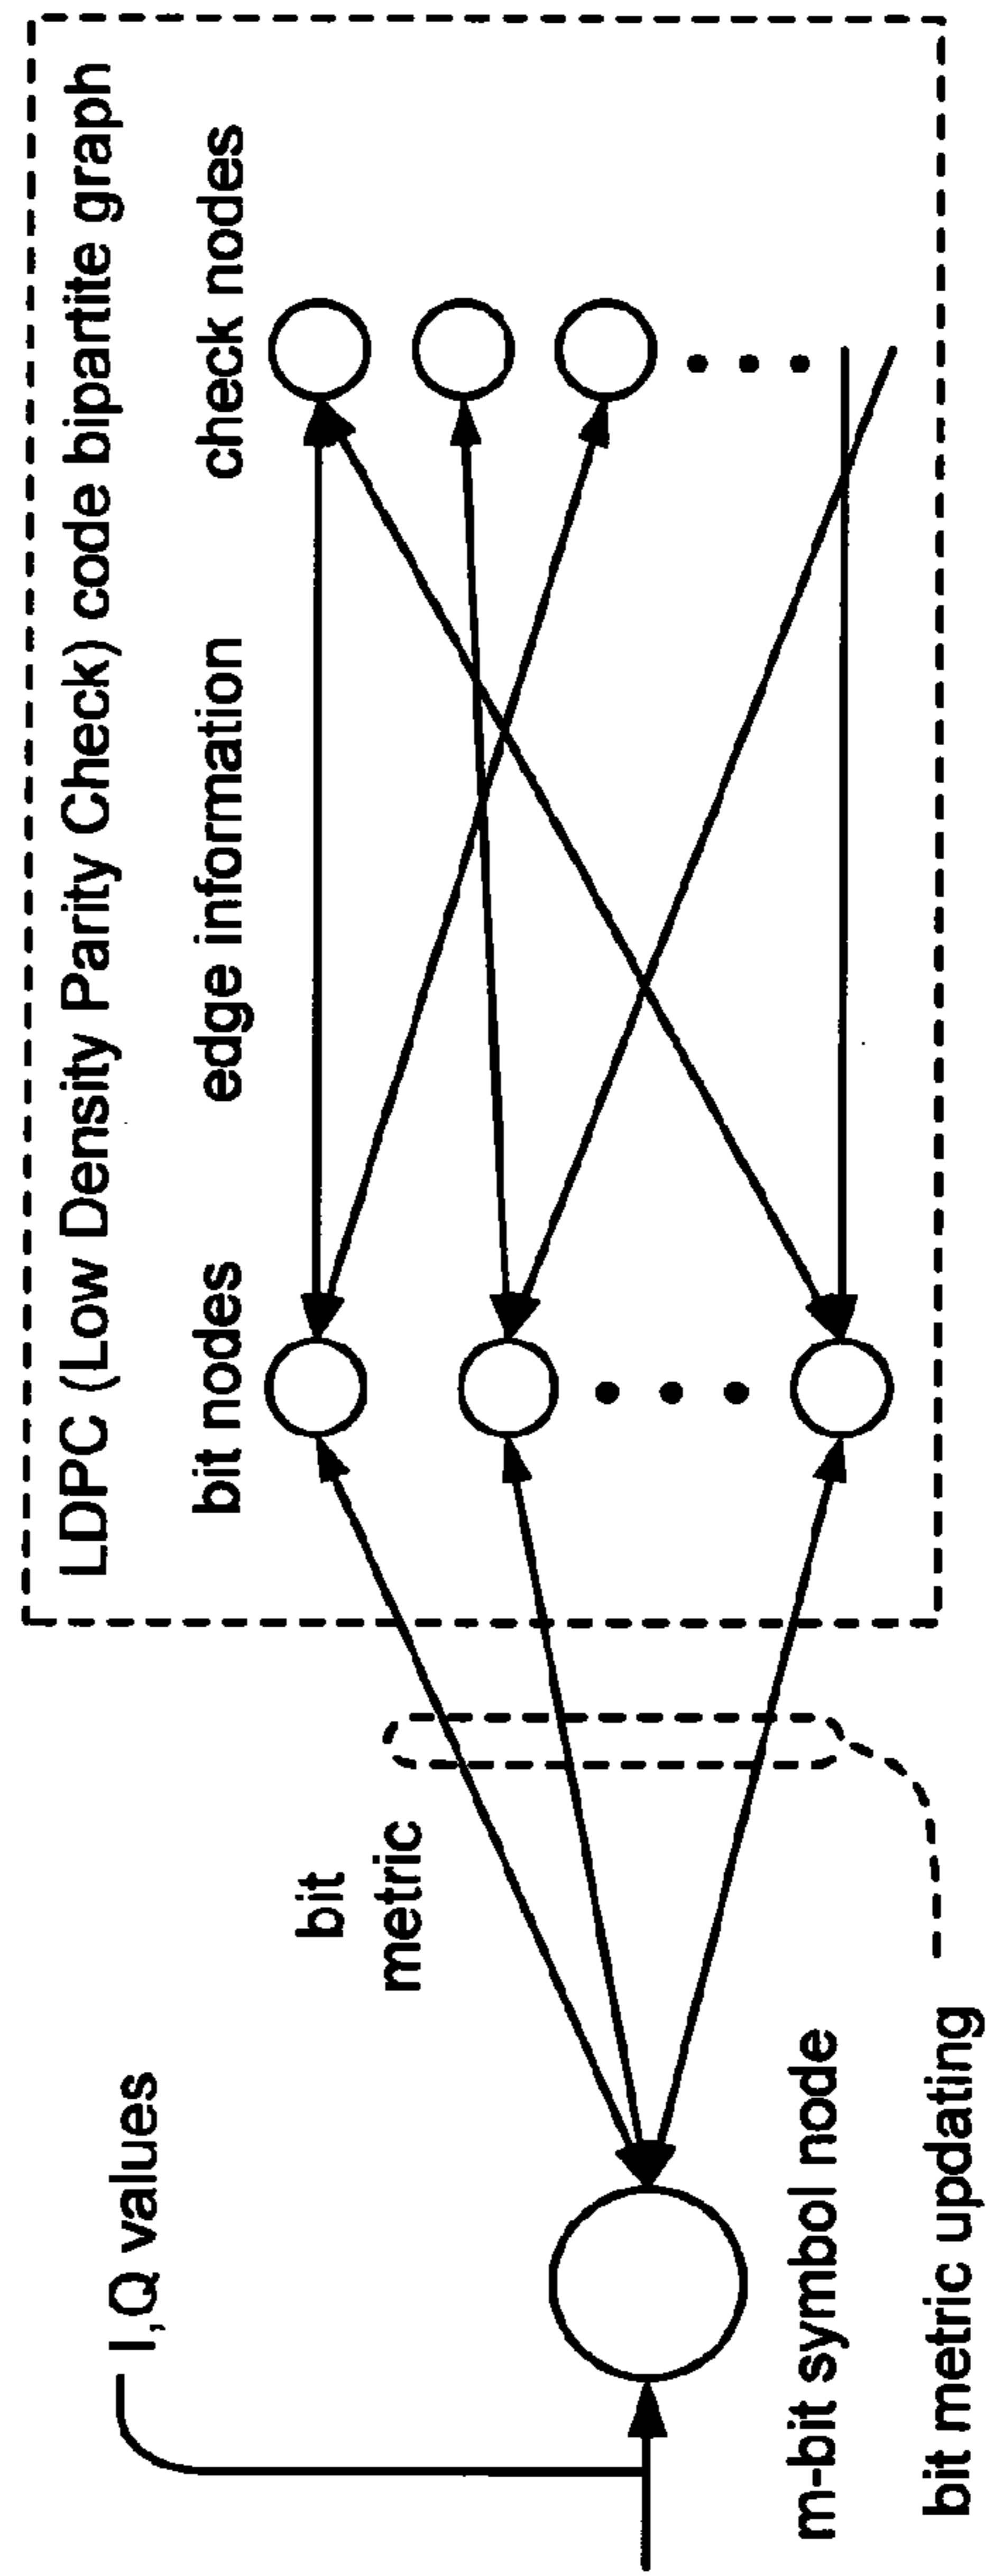 LDPC (Low Density Parity Check) code bipartite graph
bit nodes
edge information
check nodes
I,Q values
bit
metric
m-bit symbol node
bit metric updating